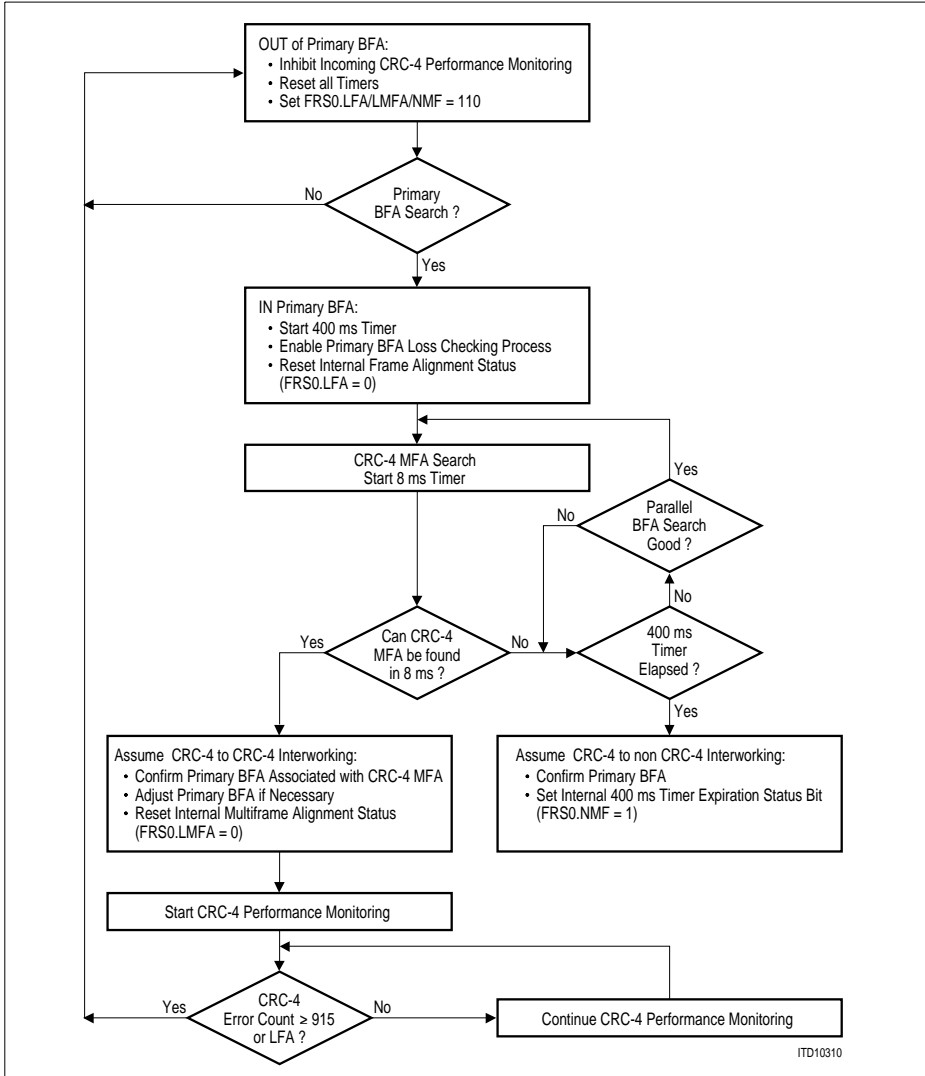 OUT of Primary BFA:
• Inhibit Incoming CRC-4 Performance Monitoring
• Reset all Timers
• Set FRS0.LFA/LMFA/NMF = 110
No
Primary
BFA Search ?
Yes
IN Primary BFA:
• Start 400 ms Timer
• Enable Primary BFA Loss Checking Process
• Reset Internal Frame Alignment Status
(FRS0.LFA = 0)
CRC-4 MFA Search
Start 8 ms Timer
Yes
Parallel
BFA Search
Good ?
No
No
Yes
Can CRC-4
MFA be found
in 8 ms ?
No
400 ms
Timer
Elapsed ?
Yes
Assume CRC-4 to CRC-4 Interworking:
• Confirm Primary BFA Associated with CRC-4 MFA
• Adjust Primary BFA if Necessary
• Reset Internal Multiframe Alignment Status
(FRS0.LMFA = 0)
Assume CRC-4 to non CRC-4 Interworking:
• Confirm Primary BFA
• Set Internal 400 ms Timer Expiration Status Bit
(FRS0.NMF = 1)
Start CRC-4 Performance Monitoring
Yes
CRC-4
Error Count ≥ 915
or LFA ?
No
Continue CRC-4 Performance Monitoring
ITD10310